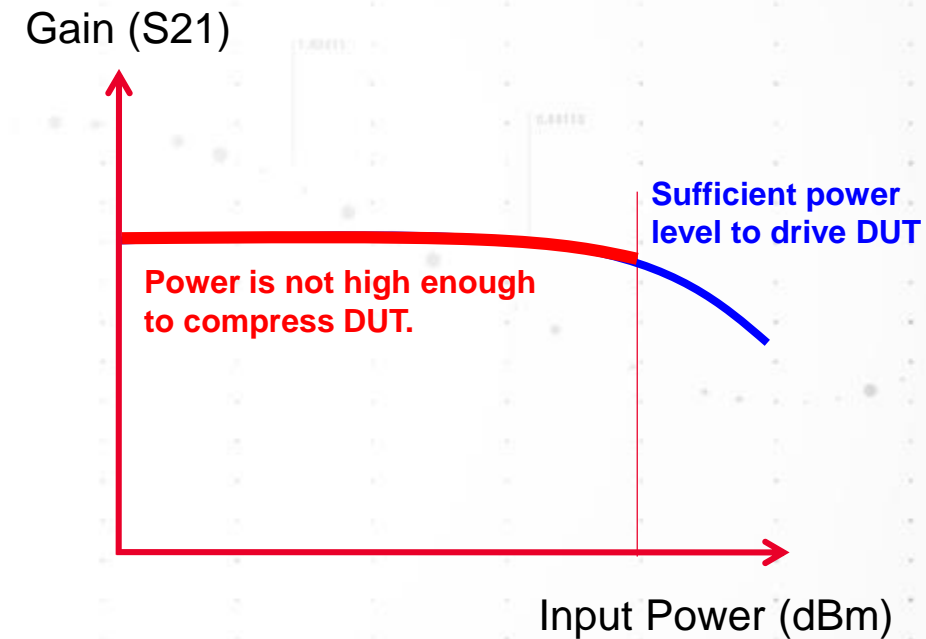 Gain (S21)
Sufficient power
level to drive DUT
Power is not high enough
to compress DUT.
Input Power (dBm)